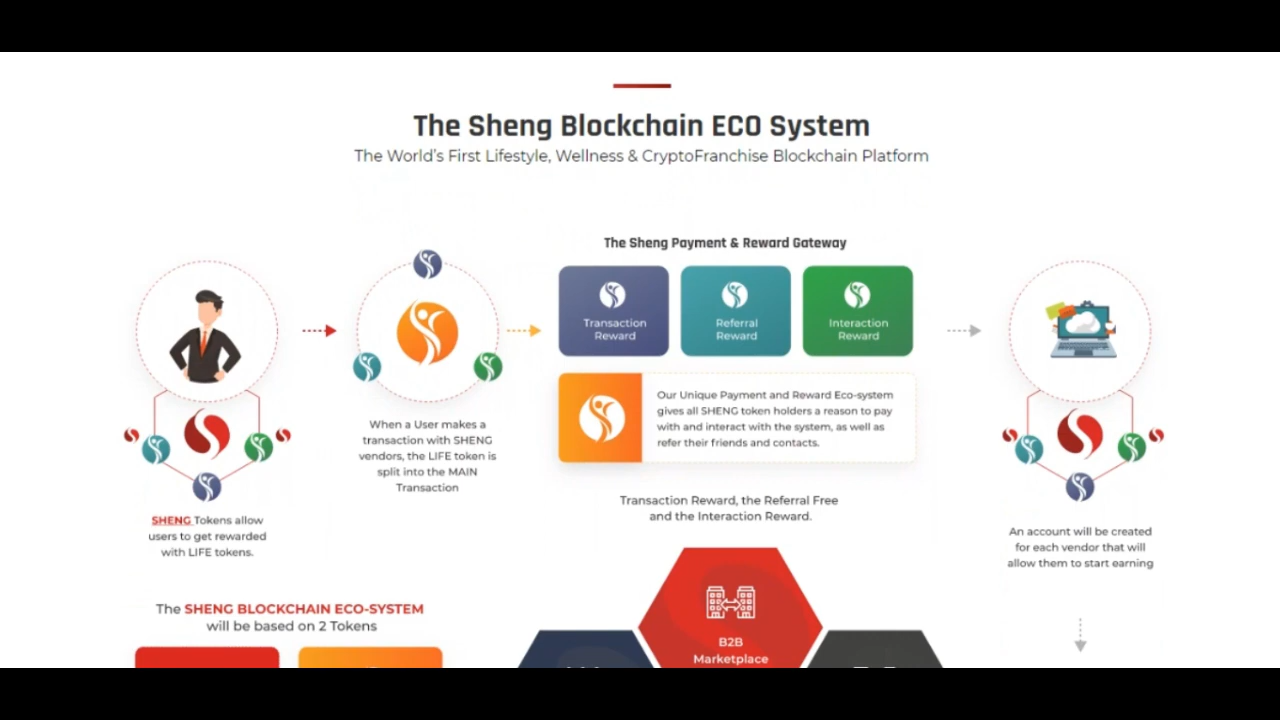 The Sheng Blockchain ECO System
The World's First Lifestyle, Wellness & CryptoFranchise Blockchain Platform
The Sheng Payment & Reward Gateway
Transaction
Reward
Referral
Reward
Interaction
Reward
Our Unique Payment and Reward Eco-system
gives all SHENG token holders a reason to pay
with and interact with the system, as well as
refer their friends and contacts.
When a User makes a
transaction with SHENG
vendors, the LIFE token is
split into the MAIN
Transaction
Transaction Reward, the Referral Free
and the Interaction Reward.
SHENG Tokens allow
users to get rewarded
with LIFE tokens.
An account will be created
for each vendor that will
allow them to start earning
The SHENG BLOCKCHAIN ECO-SYSTEM
will be based on 2 Tokens
B2B
Marketplace